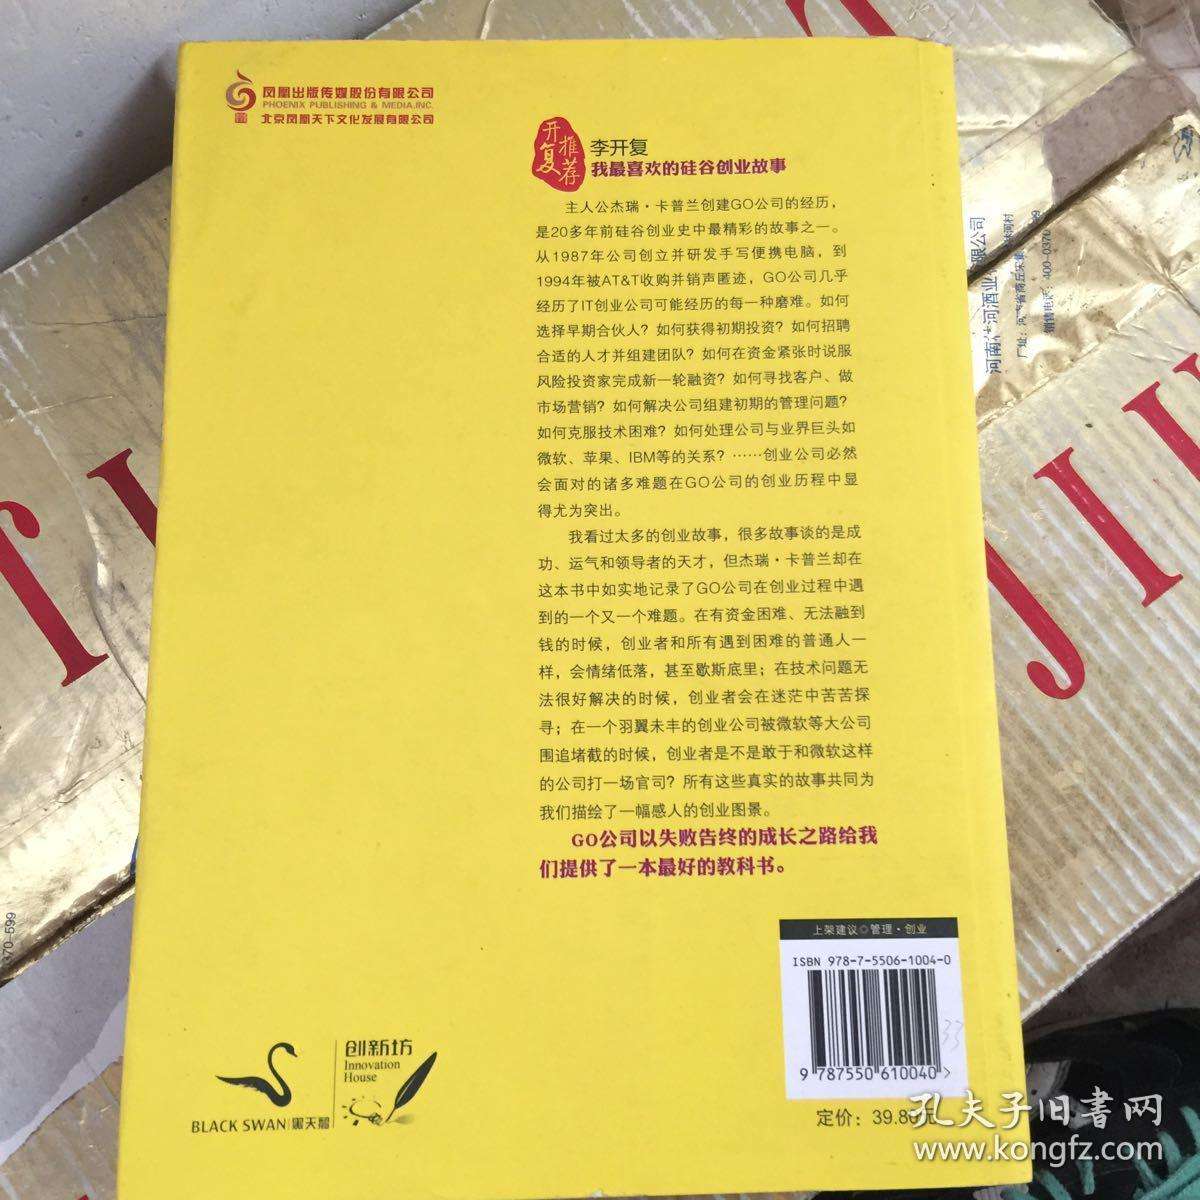 凤凰出版传媒股份有限公司
PHOENIX PUBLISHING & MEDIA,INC.
北京凤凰天下文化发展有限公司
开复
推荐
李开复
我最喜欢的硅谷创业故事
主人公杰瑞·卡普兰创建GO公司的经历，
是20多年前硅谷创业史中最精彩的故事之一。
从1987年公司创立并研发手写便携电脑，到
1994年被AT&T收购并销声匿迹，GO公司几乎
经历了IT创业公司可能经历的每一种磨难。如何
选择早期合伙人？如何获得初期投资？如何招聘
合适的人才并组建团队？如何在资金紧张时说服
风险投资家完成新一轮融资？如何寻找客户、做
市场营销？如何解决公司组建初期的管理问题？
如何克服技术困难？如何处理公司与业界巨头如
微软、苹果、IBM等的关系？……创业公司必然
会面对的诸多难题在GO公司的创业历程中显
得尤为突出。
我看过太多的创业故事，很多故事谈的是成
功、运气和领导者的天才，但杰瑞·卡普兰却在
这本书中如实地记录了GO公司在创业过程中遇
到的一个又一个难题。在有资金困难、无法融到
钱的时候，创业者和所有遇到困难的普通人一
样，会情绪低落，甚至歇斯底里；在技术问题无
法很好解决的时候，创业者会在迷茫中苦苦探
寻；在一个羽翼未丰的创业公司被微软等大公司
围追堵截的时候，创业者是不是敢于和微软这样
的公司打一场官司？所有这些真实的故事共同为
我们描绘了一幅感人的创业图景。
GO公司以失败告终的成长之路给我
们提供了一本最好的教科书。
上架建议◎管理·创业
ISBN 978-7-5506-1004-0
9 787550 610040 >
33
定价：39.80元
BLACK SWAN 黑天鹅
创新坊
Innovation
House
孔夫子旧书网
www.kongfz.com
400-0370
370-599